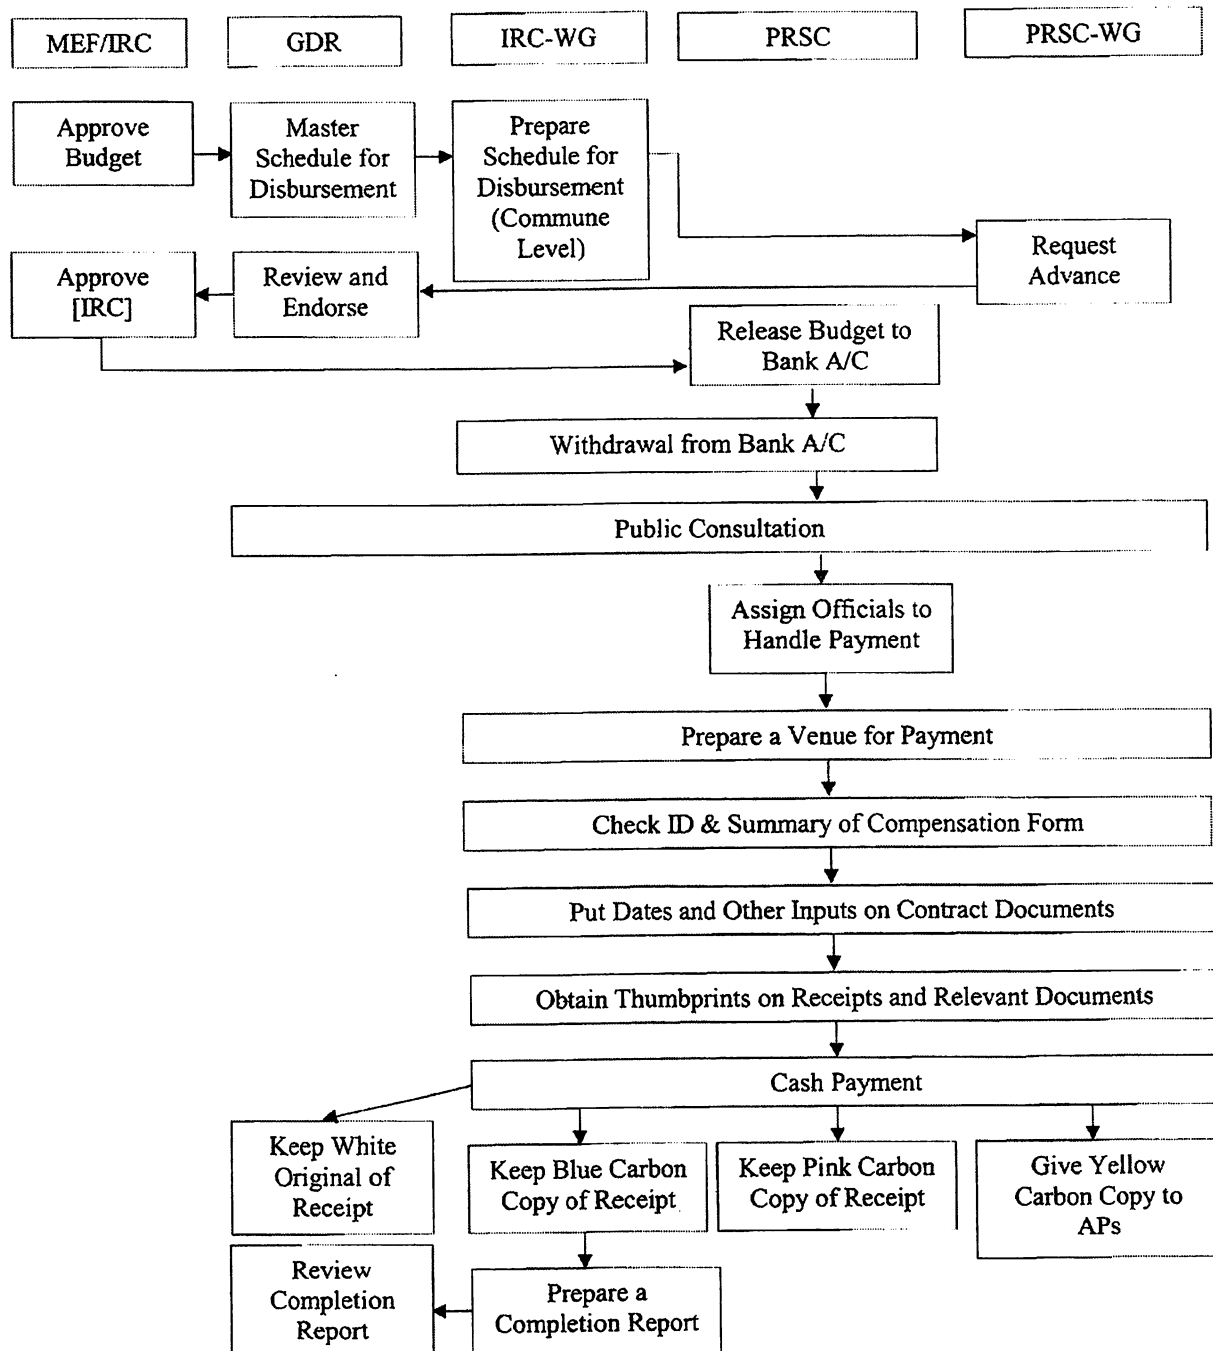 MEF/IRC
GDR
IRC-WG
PRSC
PRSC-WG
Approve
Budget
Master
Schedule for
Disbursement
Prepare
Schedule for
Disbursement
(Commune
Level)
Request
Advance
Approve
[IRC]
Review and
Endorse
Release Budget to
Bank A/C
Withdrawal from Bank A/C
Public Consultation
Assign Officials to
Handle Payment
Prepare a Venue for Payment
Check ID & Summary of Compensation Form
Put Dates and Other Inputs on Contract Documents
Obtain Thumbprints on Receipts and Relevant Documents
Cash Payment
Keep White
Original of
Receipt
Keep Blue Carbon
Copy of Receipt
Keep Pink Carbon
Copy of Receipt
Give Yellow
Carbon Copy to
APs
Review
Completion
Report
Prepare a
Completion Report